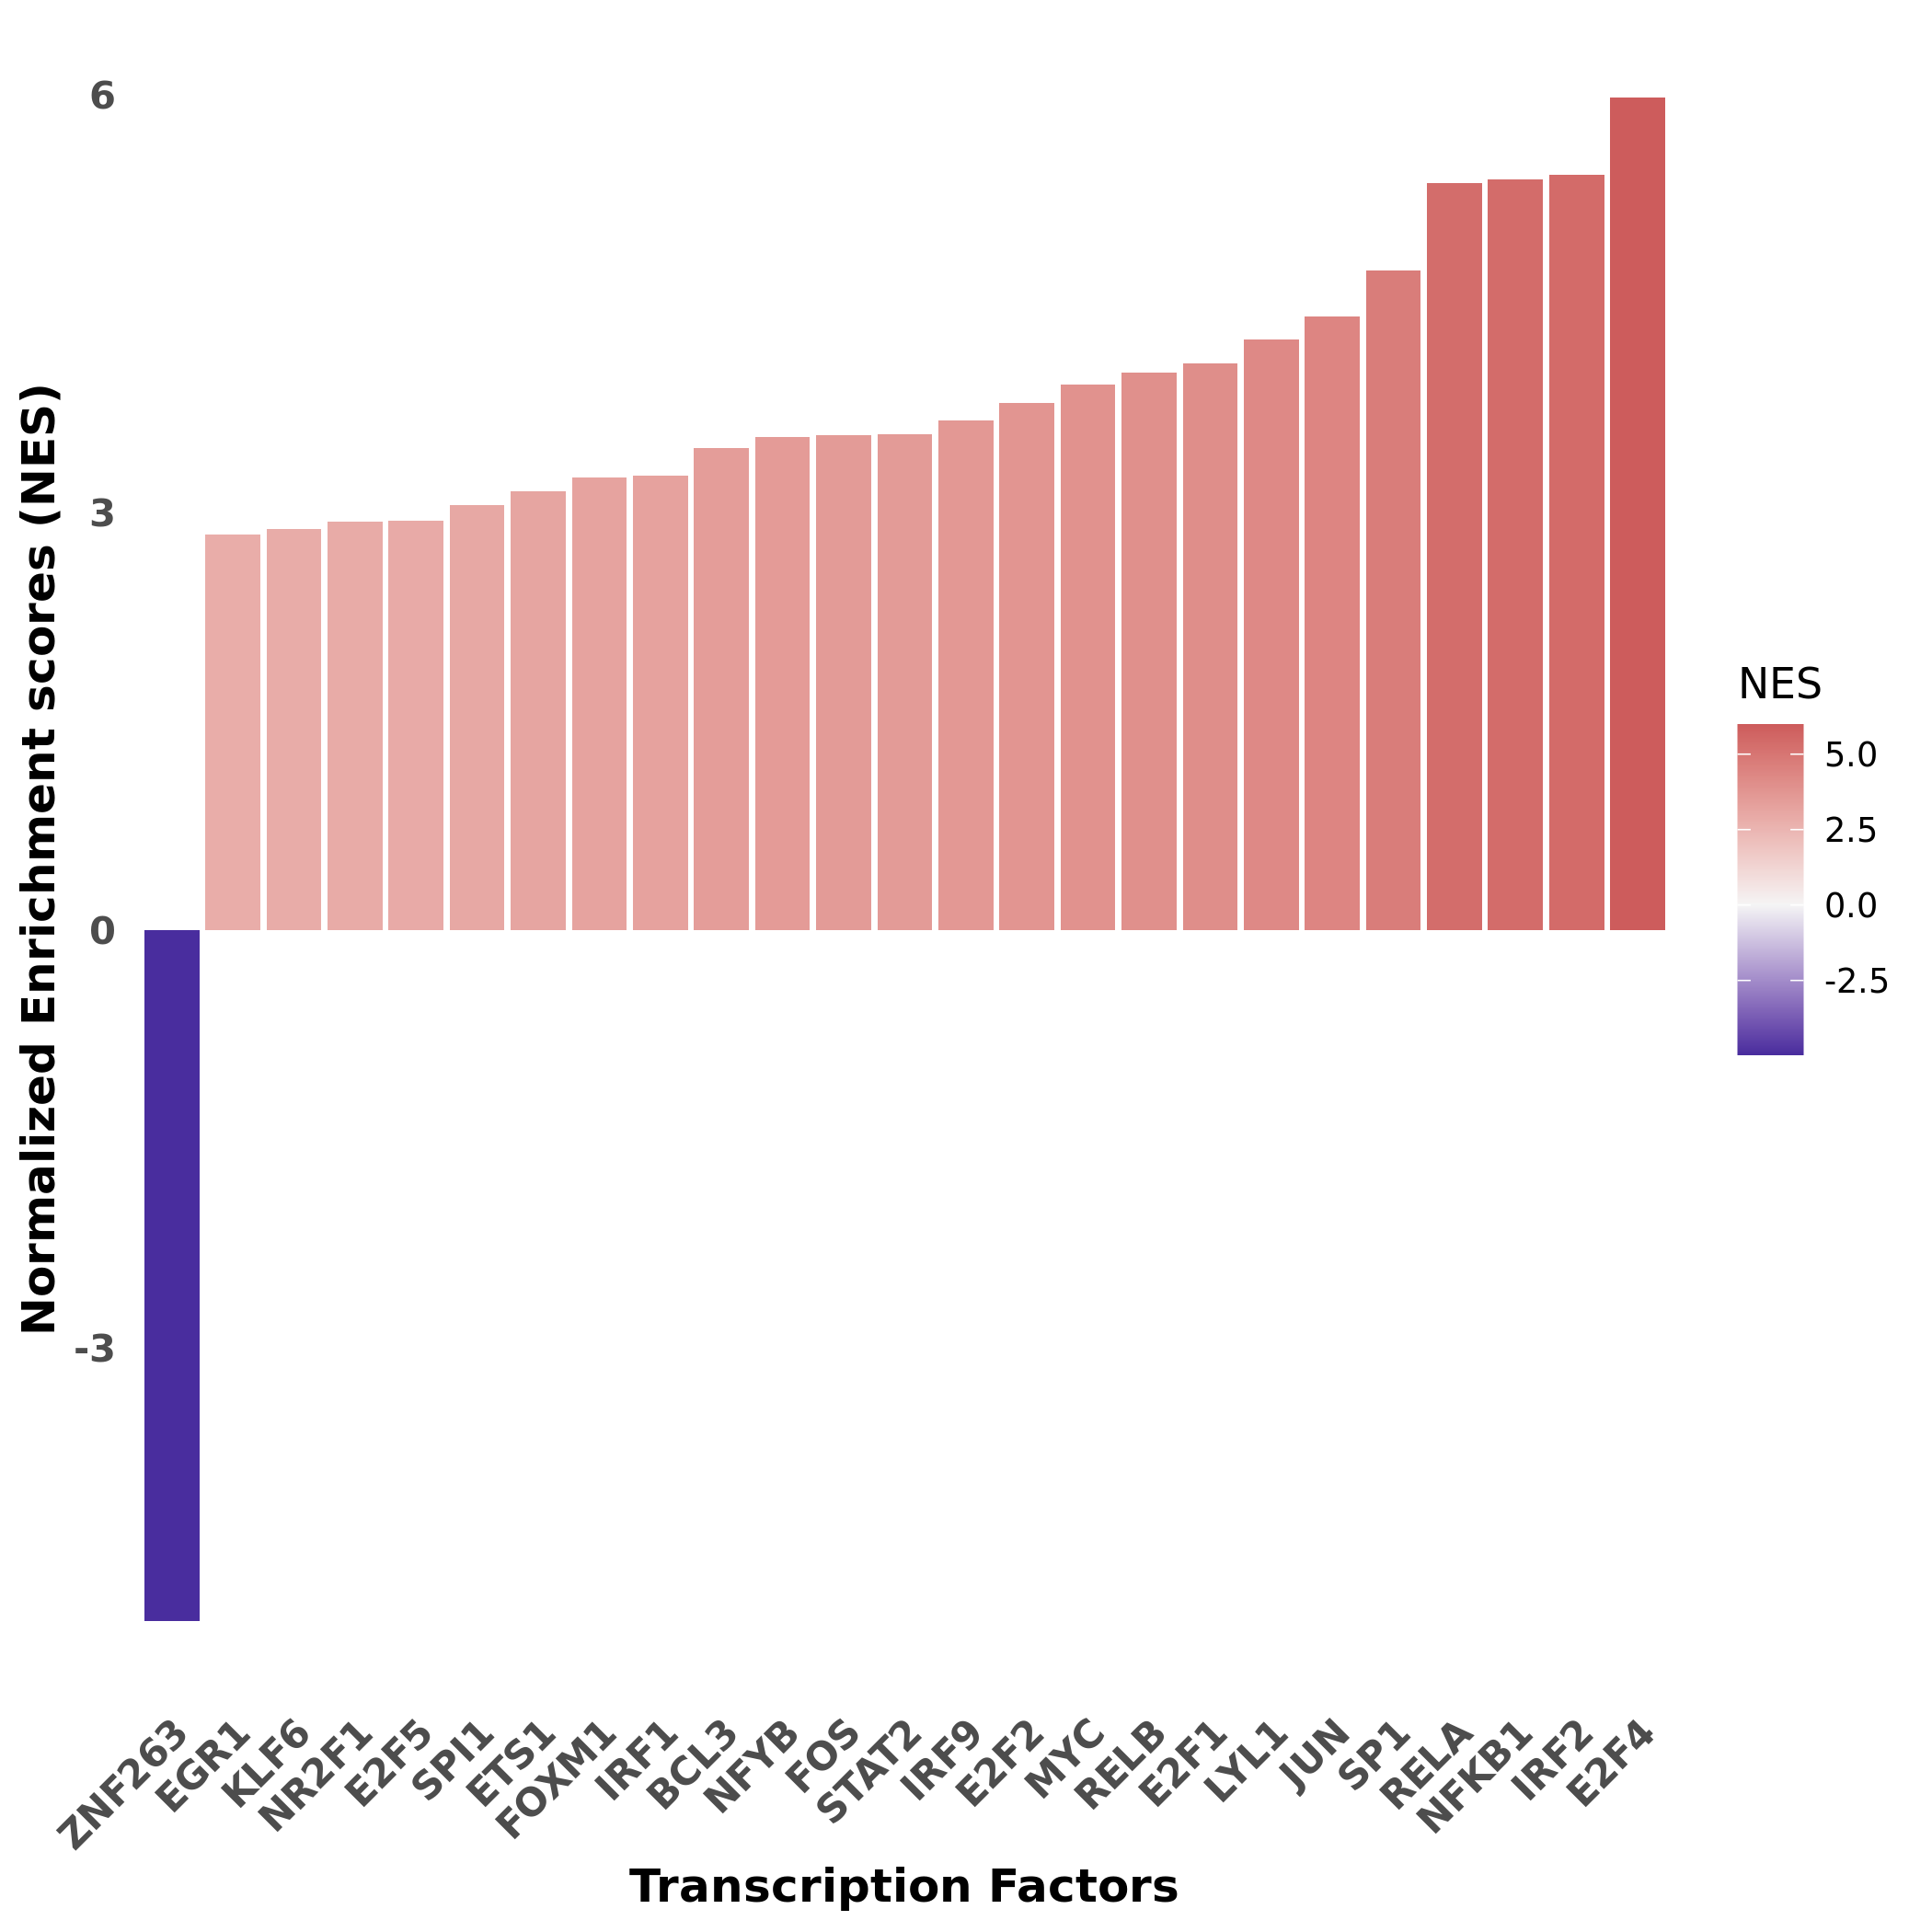 Normalized Enrichment scores (NES)
6
3
0
-3
ZNF263
EGR1
KLF6
NR2F1
E2F5
SPI1
ETS1
FOXM1
IRF1
BCL3
NFYB
FOS
STAT2
IRF9
E2F2
MYC
RELB
E2F1
LYL1
JUN
SP1
RELA
NFKB1
IRF2
E2F4
Transcription Factors
NES
5.0
2.5
0.0
-2.5